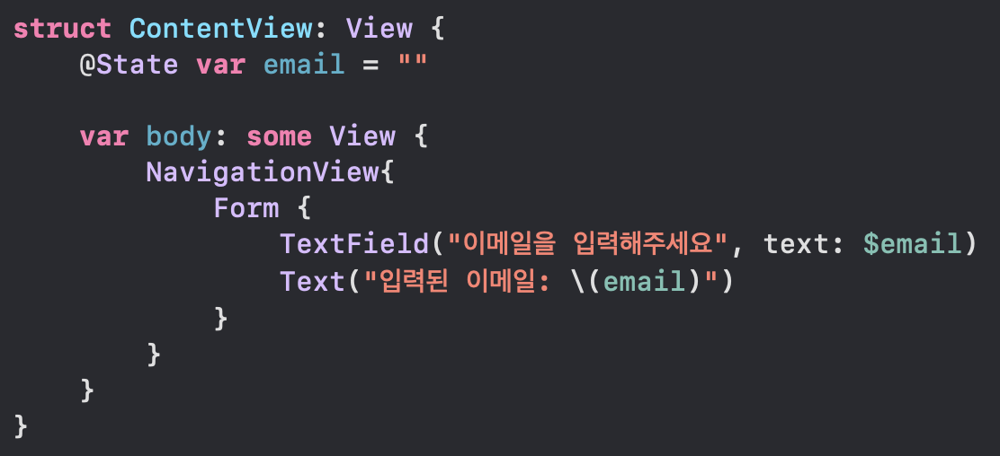 struct ContentView: View {
    @State var email = ""

    var body: some View {
        NavigationView{
            Form {
                TextField("이메일을 입력해주세요", text: $email)
                Text("입력된 이메일: \(email)")
            }
        }
    }
}